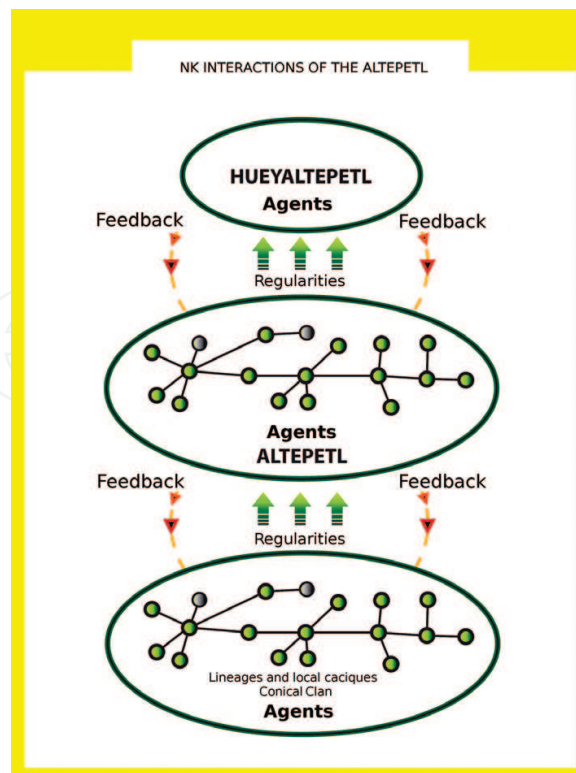 NK INTERACTIONS OF THE ALTEPETL
HUEYALTEPETL
Agents
Feedback
Feedback
Regularities
Agents
ALTEPETL
Feedback
Feedback
Regularities
Lineages and local caciques
Conical Clan
Agents